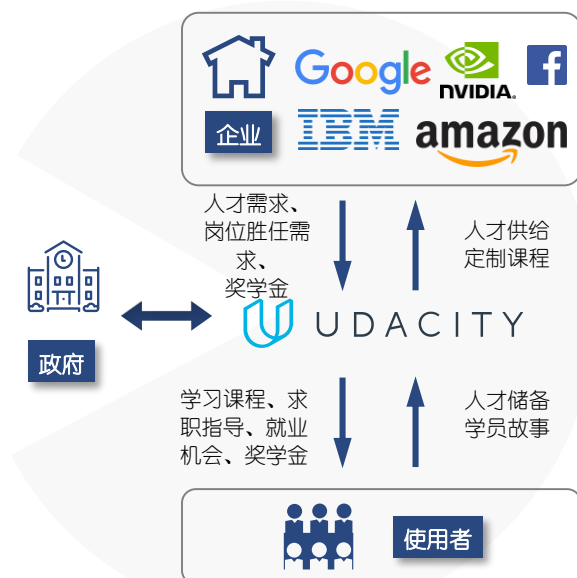 Google
NVIDIA.
f
企业
IBM
amazon
人才需求、
岗位胜任需
求、
奖学金
人才供给
定制课程
UDACITY
政府
学习课程、求
职指导、就业
机会、奖学金
人才储备
学员故事
使用者